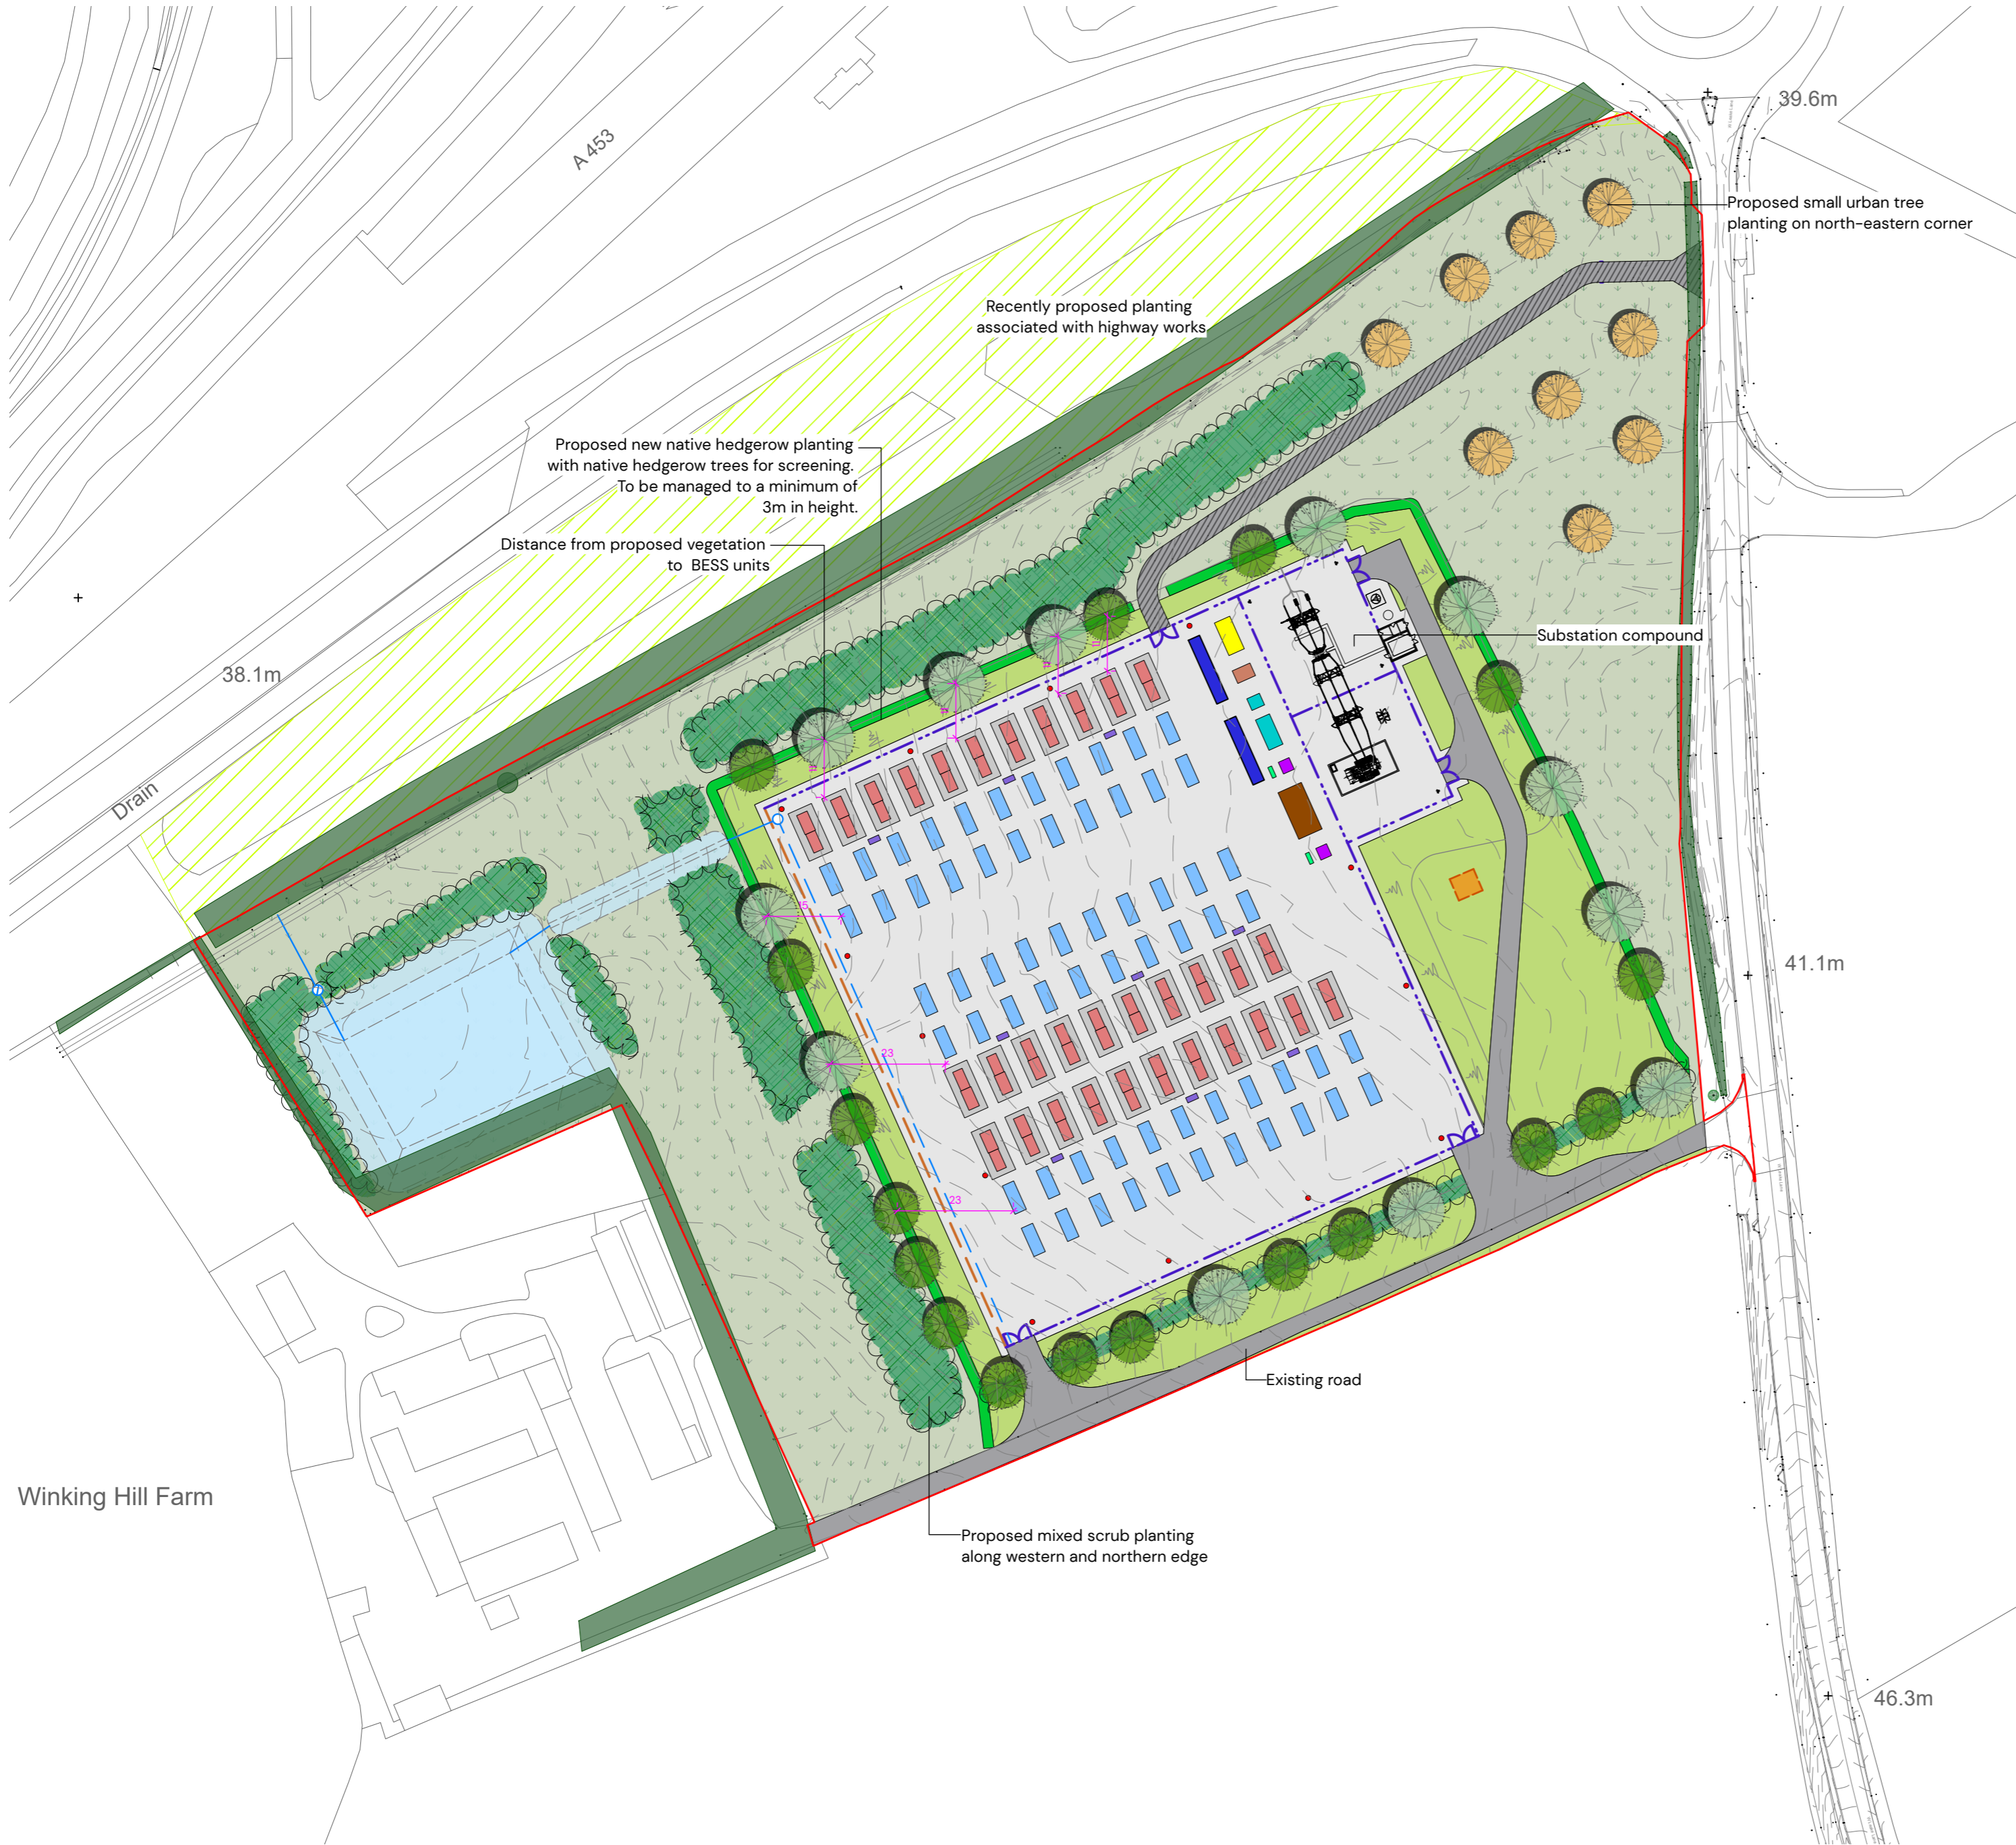 39.6m
A 453
Proposed small urban tree
planting on north-eastern corner
Recently proposed planting
associated with highway works
Proposed new native hedgerow planting
with native hedgerow trees for screening.
To be managed to a minimum of
3m in height.
Distance from proposed vegetation
to BESS units
Substation compound
38.1m
Drain
15
41.1m
23
23
Existing road
Winking Hill Farm
Proposed mixed scrub planting
along western and northern edge
46.3m